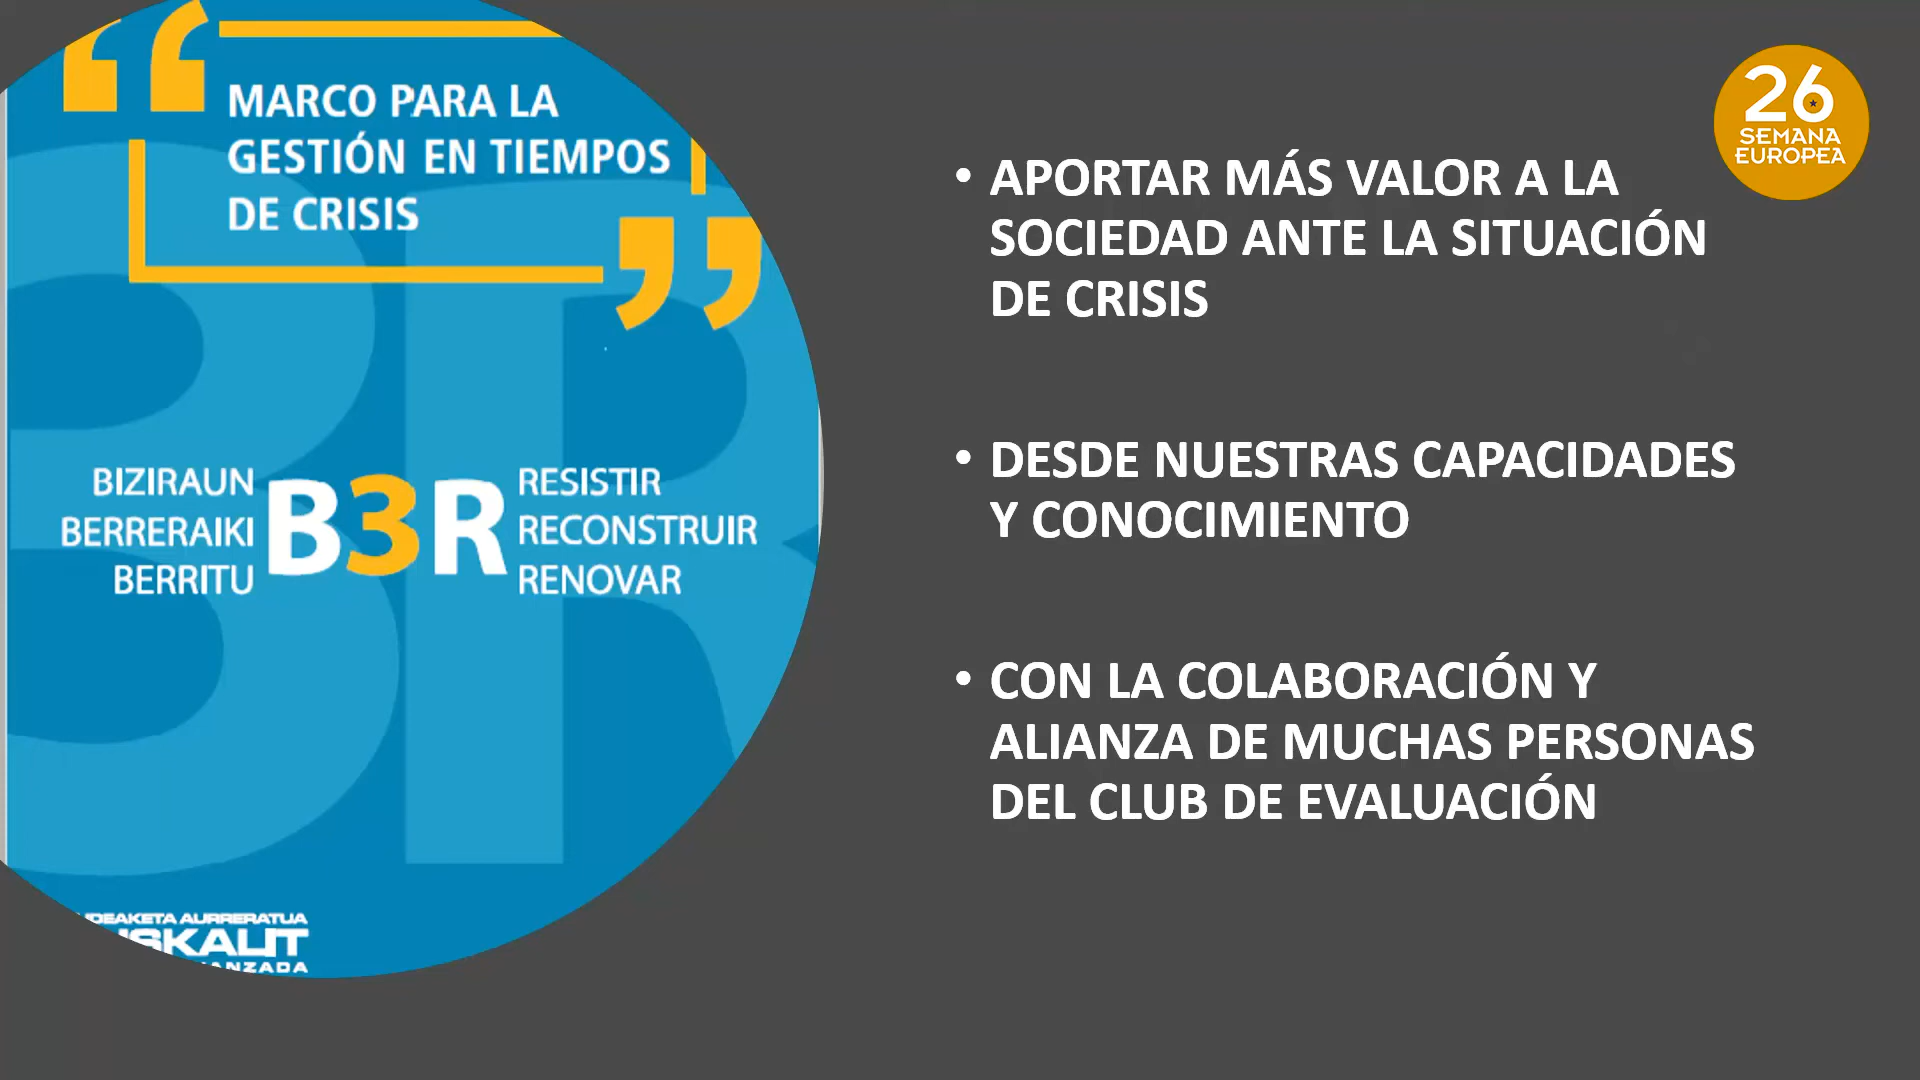 MARCO PARA LA
GESTIÓN EN TIEMPOS
DE CRISIS
BIZIRAUN
BERRERAIKI
BERRITU
B3R
RESISTIR
RECONSTRUIR
RENOVAR
AURRERATUA
26
SEMANA
EUROPEA
• APORTAR MÁS VALOR A LA
SOCIEDAD ANTE LA SITUACIÓN
DE CRISIS
• DESDE NUESTRAS CAPACIDADES
Y CONOCIMIENTO
• CON LA COLABORACIÓN Y
ALIANZA DE MUCHAS PERSONAS
DEL CLUB DE EVALUACIÓN